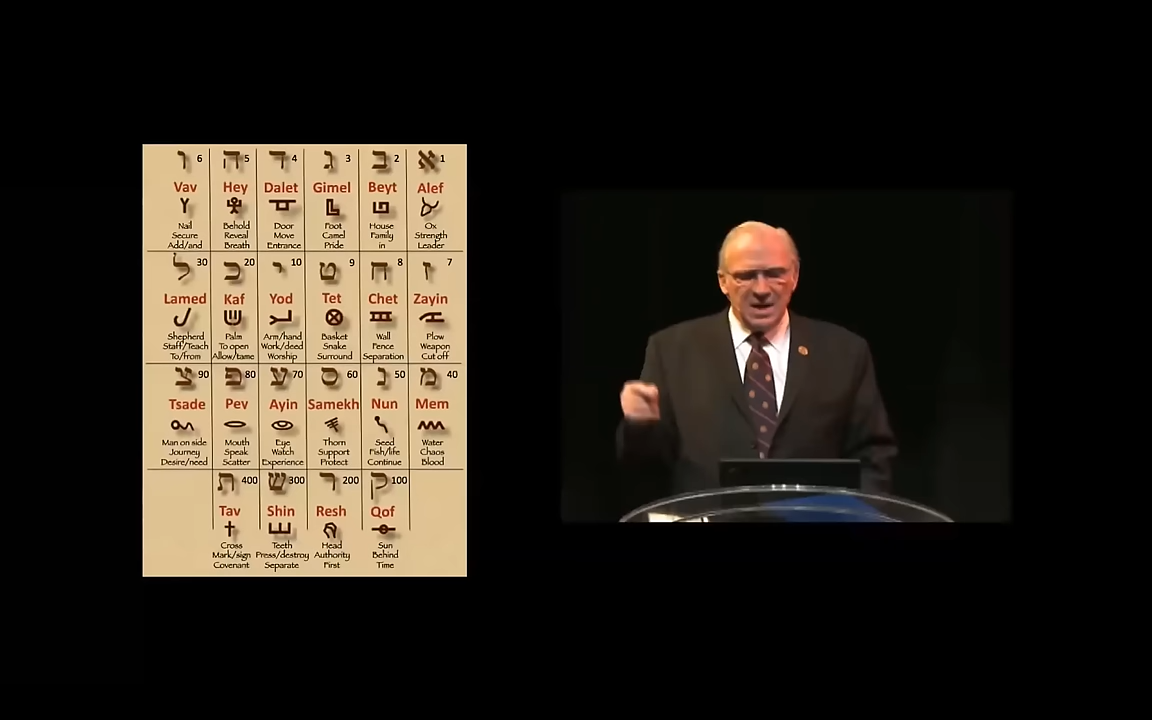 ו 6 ה 5 ד 4 ג 3 ב 2 א 1
Vav Hey Dalet Gimel Beyt Alef
Nail Behold Door Foot House Ox
Secure Reveal Move Camel Family Strength
Add/and Breath Entrance Pride in Leader
ל 30 כ 20 י 10 ט 9 ח 8 ז 7
Lamed Kaf Yod Tet Chet Zayin
Shepherd Palm Arm/hand Basket Wall Plow
Staff/Teach To open Work/deed Snake Fence Weapon
To/from Allow/tame Worship Surround Separation Cut off
צ 90 פ 80 ע 70 ס 60 נ 50 מ 40
Tsade Pey Ayin Samekh Nun Mem
Man on side Mouth Eye Thorn Seed Water
Journey Speak Watch Support Fish/life Chaos
Desire/need Scatter Experience Protect Continue Blood
ת 400 ש 300 ר 200 ק 100
Tav Shin Resh Qof
Cross Teeth Head Sun
Mark/sign Press/destroy Authority Behind
Covenant Separate First Time